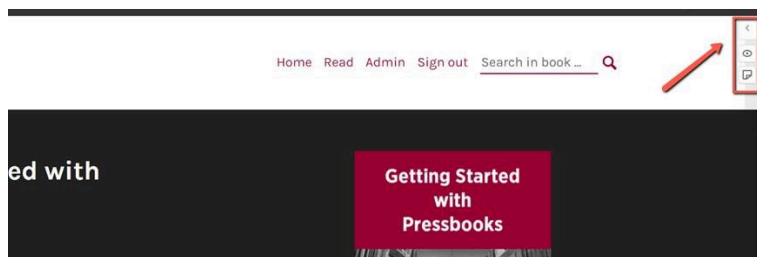 Home Read Admin Sign out Search in book ...
ed with
Getting Started
with
Pressbooks